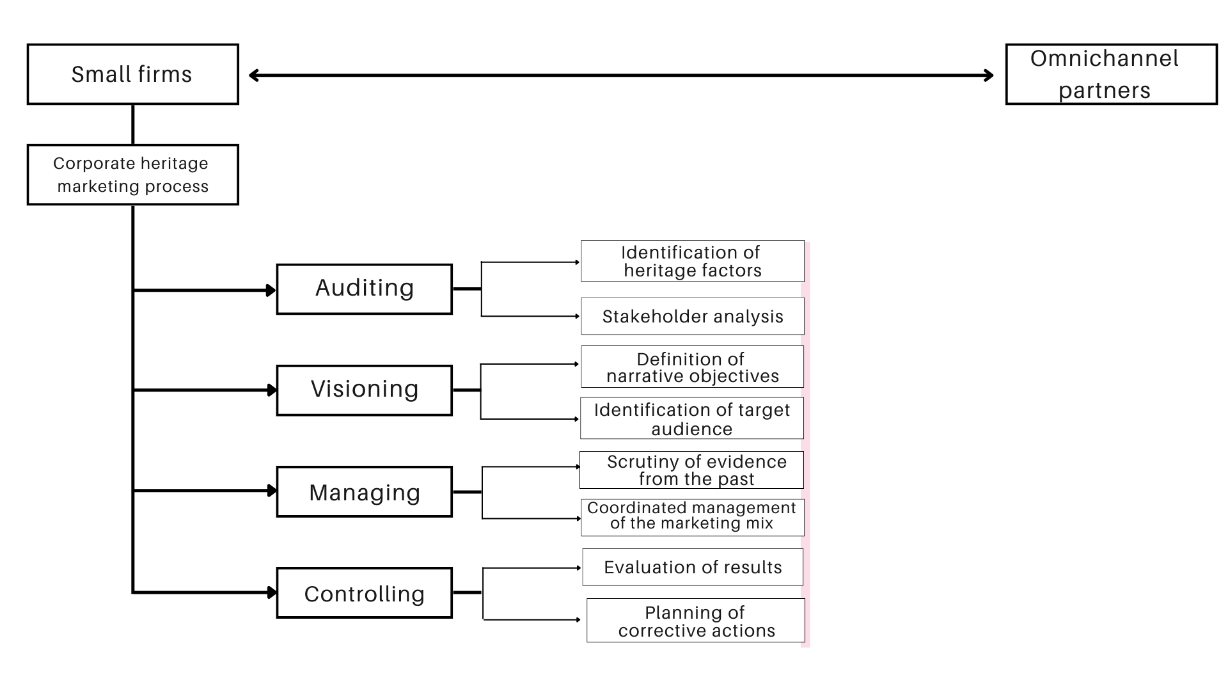 Small firms
Omnichannel
partners
Corporate heritage
marketing process
Auditing
Identification of
heritage factors
Stakeholder analysis
Visioning
Definition of
narrative objectives
Identification of target
audience
Managing
Scrutiny of evidence
from the past
Coordinated management
of the marketing mix
Controlling
Evaluation of results
Planning of
corrective actions